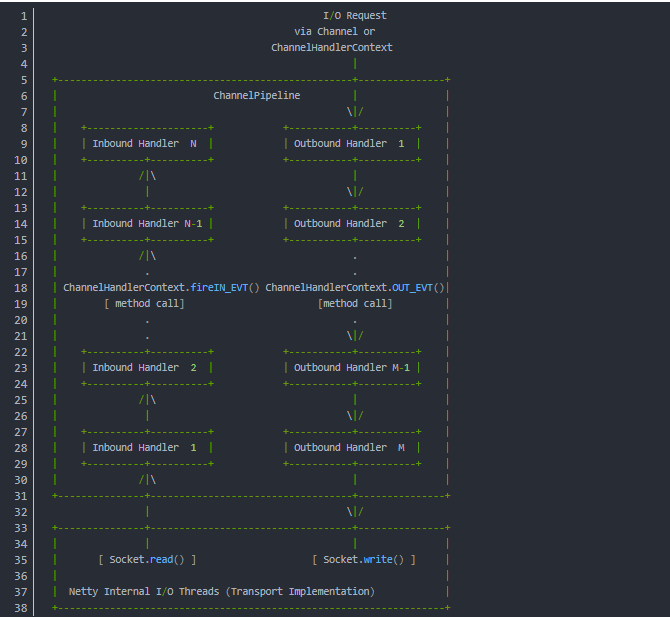 1                                                  I/O Request
2                                             via Channel or
3                                         ChannelHandlerContext
4                                                       |
5    +---------------------------------------------------+---------------+
6    |                           ChannelPipeline         |               |
7    |                                                  \|/              |
8    |    +---------------------+            +-----------+----------+    |
9    |    | Inbound Handler  N  |            | Outbound Handler  1  |    |
10   |    +----------+----------+            +-----------+----------+    |
11   |              /|\                                  |               |
12   |               |                                  \|/              |
13   |    +----------+----------+            +-----------+----------+    |
14   |    | Inbound Handler N-1 |            | Outbound Handler  2  |    |
15   |    +----------+----------+            +-----------+----------+    |
16   |              /|\                                  .               |
17   |               .                                   .               |
18   | ChannelHandlerContext.fireIN_EVT() ChannelHandlerContext.OUT_EVT()|
19   |        [ method call]                       [method call]         |
20   |               .                                   .               |
21   |               .                                  \|/              |
22   |    +----------+----------+            +-----------+----------+    |
23   |    | Inbound Handler  2  |            | Outbound Handler M-1 |    |
24   |    +----------+----------+            +-----------+----------+    |
25   |              /|\                                  |               |
26   |               |                                  \|/              |
27   |    +----------+----------+            +-----------+----------+    |
28   |    | Inbound Handler  1  |            | Outbound Handler  M  |    |
29   |    +----------+----------+            +-----------+----------+    |
30   |              /|\                                  |               |
31   +---------------+-----------------------------------+---------------+
32                   |                                  \|/
33   +---------------+-----------------------------------+---------------+
34   |               |                                   |               |
35   |       [ Socket.read() ]                    [ Socket.write() ]     |
36   |                                                                   |
37   |  Netty Internal I/O Threads (Transport Implementation)            |
38   +-------------------------------------------------------------------+